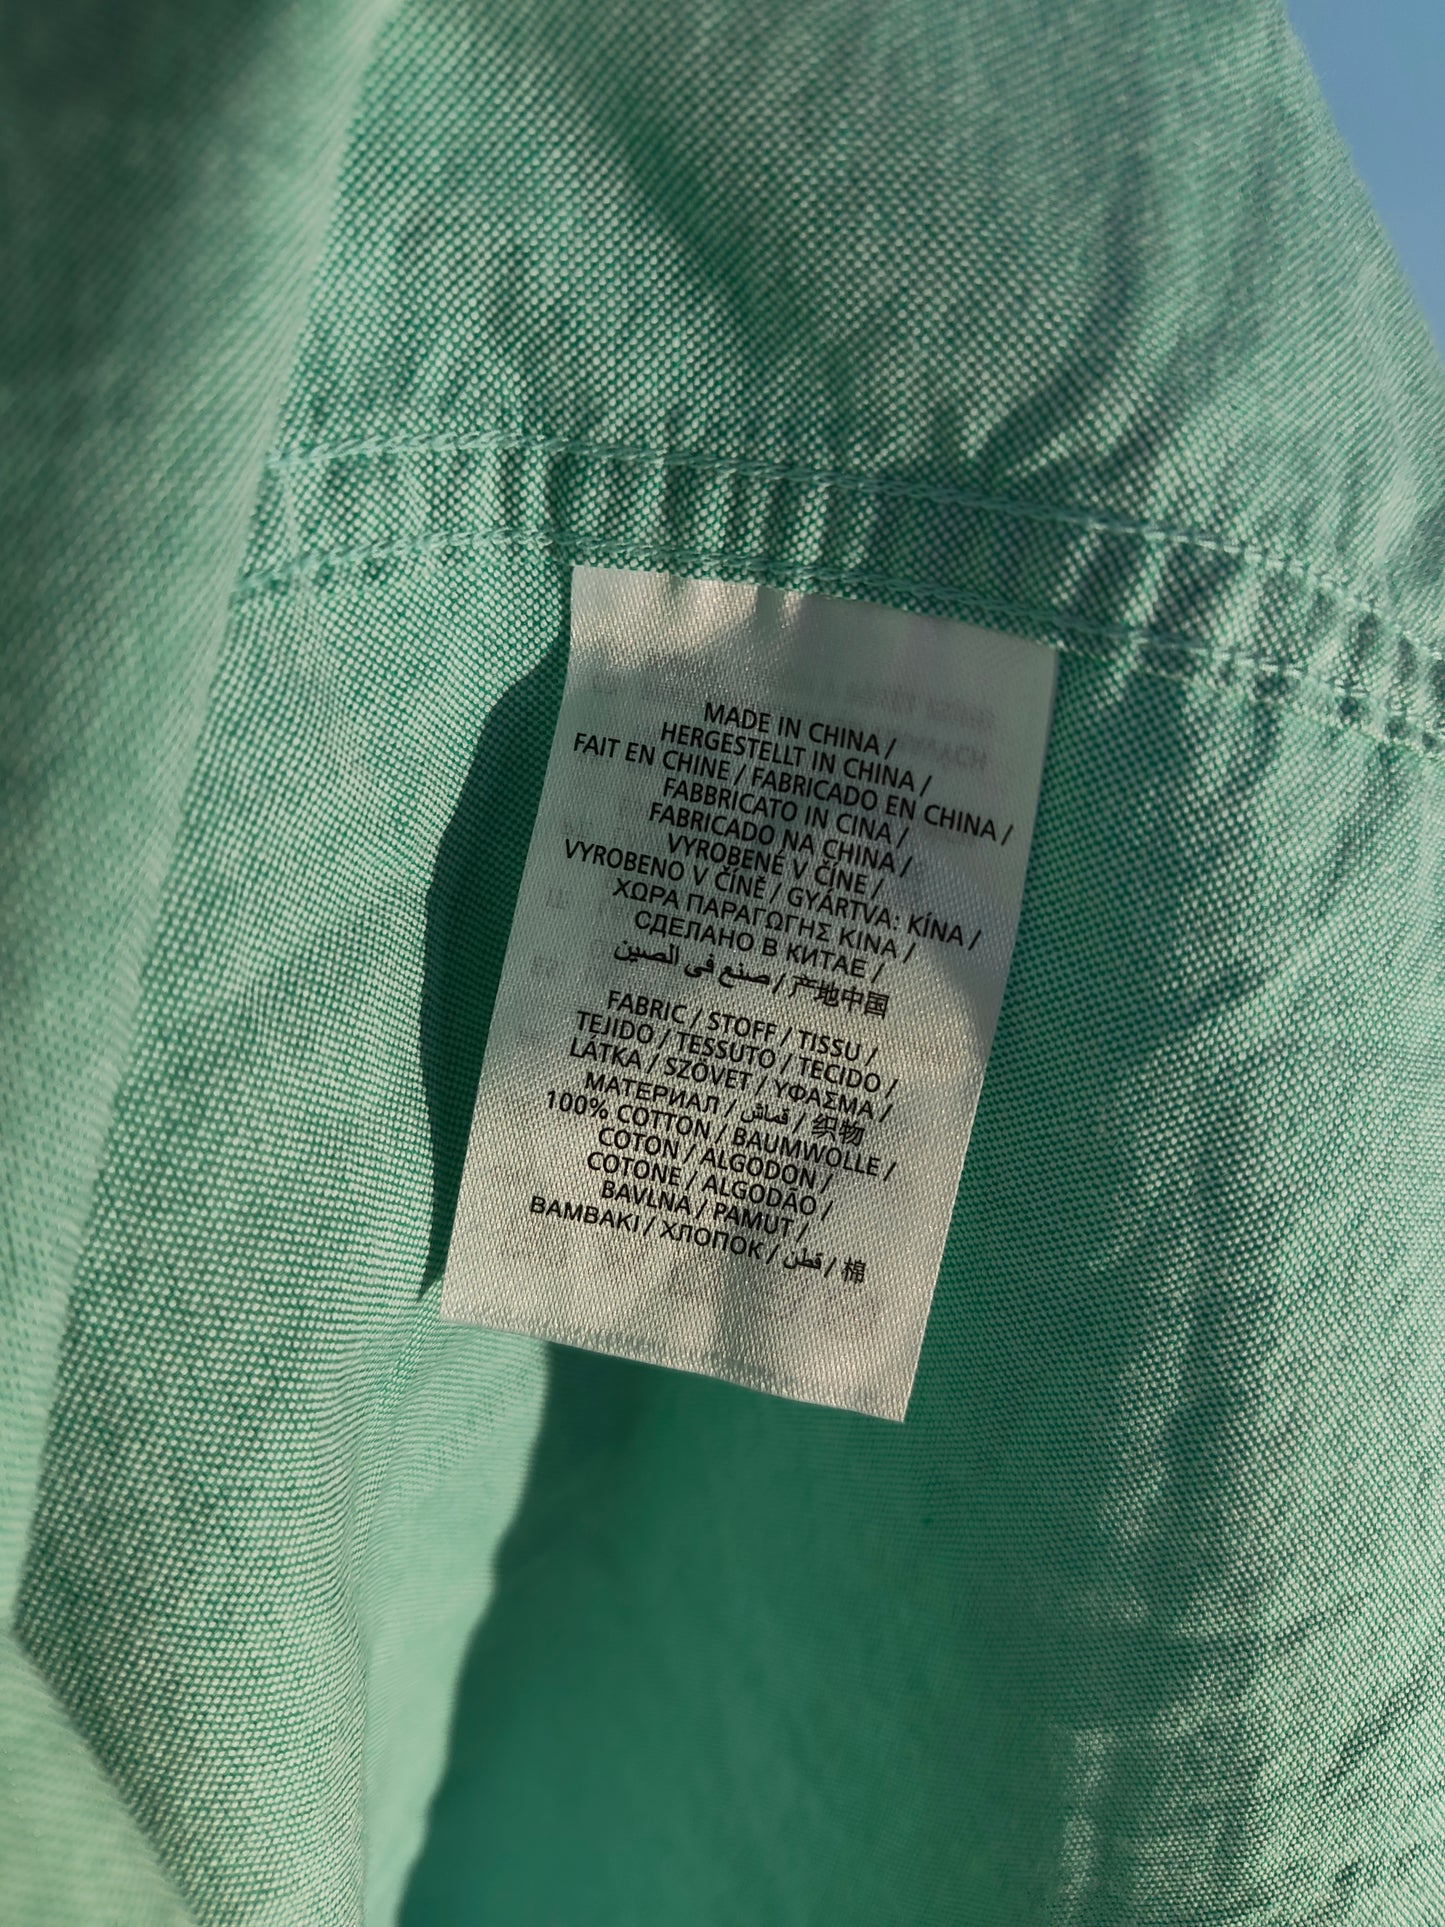 MADE IN CHINA /
HERGESTELLT IN CHINA /
FAIT EN CHINE / FABRICADO EN CHINA /
FABBRICATO IN CINA /
FABRICADO NA CHINA /
VYROBENÉ V ČÍNE /
VYROBENO V ČÍNĚ / GYÁRTVA: KÍNA /
ΧΩΡΑ ΠΑΡΑΓΩΓΗΣ ΚΙΝΑ /
СДЕЛАНО В КИТАЕ /
صنع في الصين / 产地中国
FABRIC / STOFF / TISSU /
TEJIDO / TESSUTO / TECIDO /
LÁTKA / SZÖVET / ΥΦΑΣΜΑ /
МАТЕРИАЛ / قماش / 织物
100% COTTON / BAUMWOLLE /
COTON / ALGODON /
COTONE / ALGODÃO /
BAVLNA / PAMUT /
ΒΑΜΒΑΚΙ / ХЛОПОК / قطن / 棉